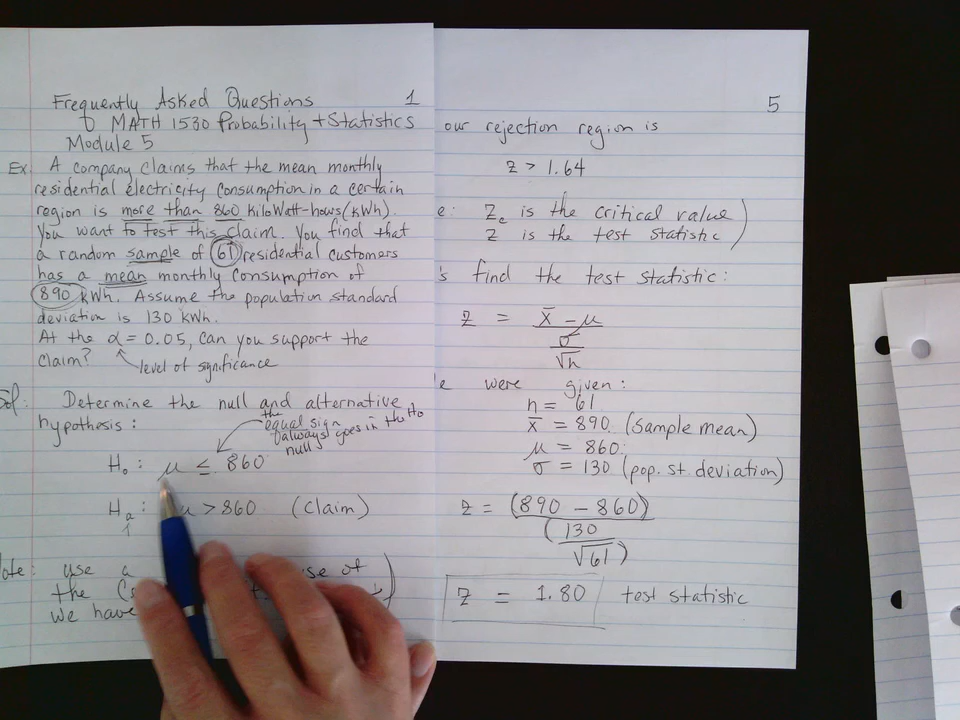 Frequently Asked Questions 1
MATH 1530 Probability + Statistics
Module 5
Ex. A company claims that the mean monthly
residential electricity consumption in a certain
region is more than 860 kiloWatt-hours (kWh).
You want to test this claim. You find that
a random sample of 61 residential customers
has a mean monthly consumption of
890 kWh. Assume the population standard
deviation is 130 kWh.
At the α = 0.05, can you support the
claim?
level of significance
Sol: Determine the null and alternative
hypothesis:
the equal sign
always goes in the H₀
null
H₀: μ ≤ 860
Hₐ: μ > 860 (Claim)
Note: use a use of
the
we have
5
our rejection region is
z > 1.64
e: Z_c is the critical value
Z is the test statistic)
's find the test statistic:
Z = (x̄ - μ) / (σ / √n)
e were given:
n = 61
x̄ = 890. (Sample mean)
μ = 860.
σ = 130 (pop. st. deviation)
z = (890 - 860) / (130 / √61)
Z = 1.80 test statistic